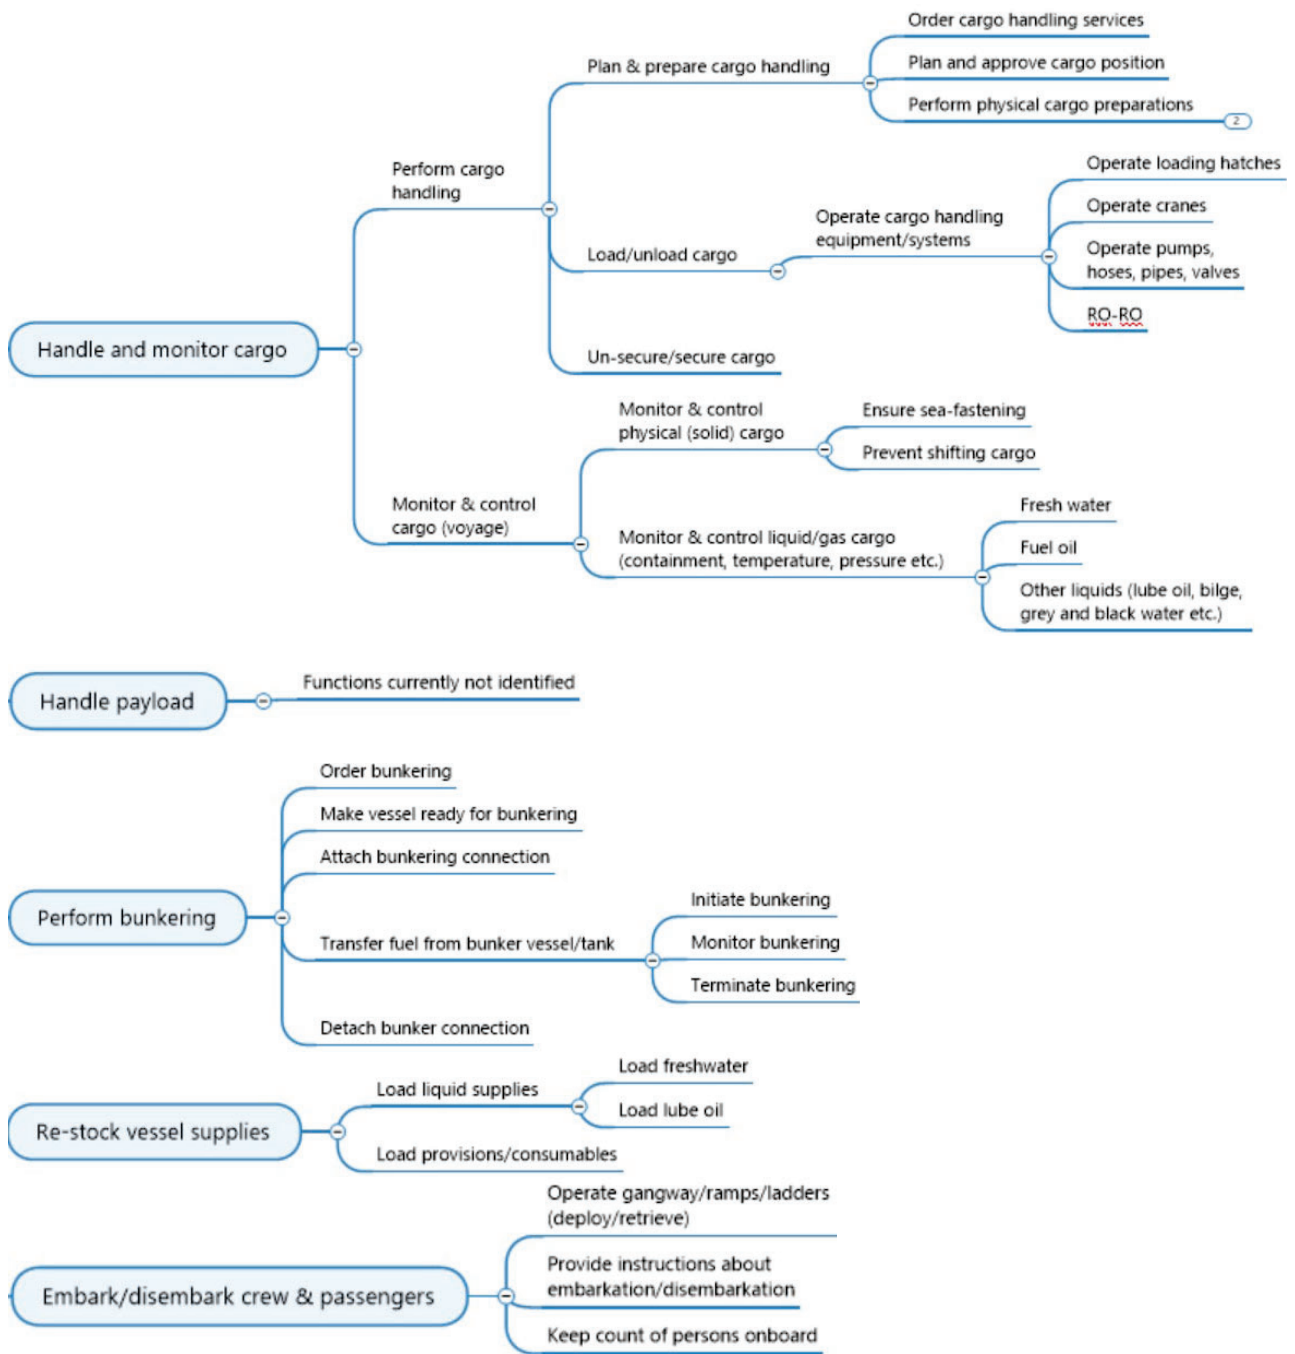 Order cargo handling services
Plan & prepare cargo handling
Plan and approve cargo position
Perform physical cargo preparations
2
Perform cargo
handling
Operate loading hatches
Operate cargo handling
equipment/systems
Operate cranes
Load/unload cargo
Operate pumps,
hoses, pipes, valves
RO-RO
Handle and monitor cargo
Un-secure/secure cargo
Monitor & control
physical (solid) cargo
Ensure sea-fastening
Prevent shifting cargo
Monitor & control
cargo (voyage)
Monitor & control liquid/gas cargo
(containment, temperature, pressure etc.)
Fresh water
Fuel oil
Other liquids (lube oil, bilge,
grey and black water etc.)
Handle payload
Functions currently not identified
Order bunkering
Make vessel ready for bunkering
Attach bunkering connection
Perform bunkering
Transfer fuel from bunker vessel/tank
Initiate bunkering
Monitor bunkering
Terminate bunkering
Detach bunker connection
Re-stock vessel supplies
Load liquid supplies
Load freshwater
Load lube oil
Load provisions/consumables
Embark/disembark crew & passengers
Operate gangway/ramps/ladders
(deploy/retrieve)
Provide instructions about
embarkation/disembarkation
Keep count of persons onboard